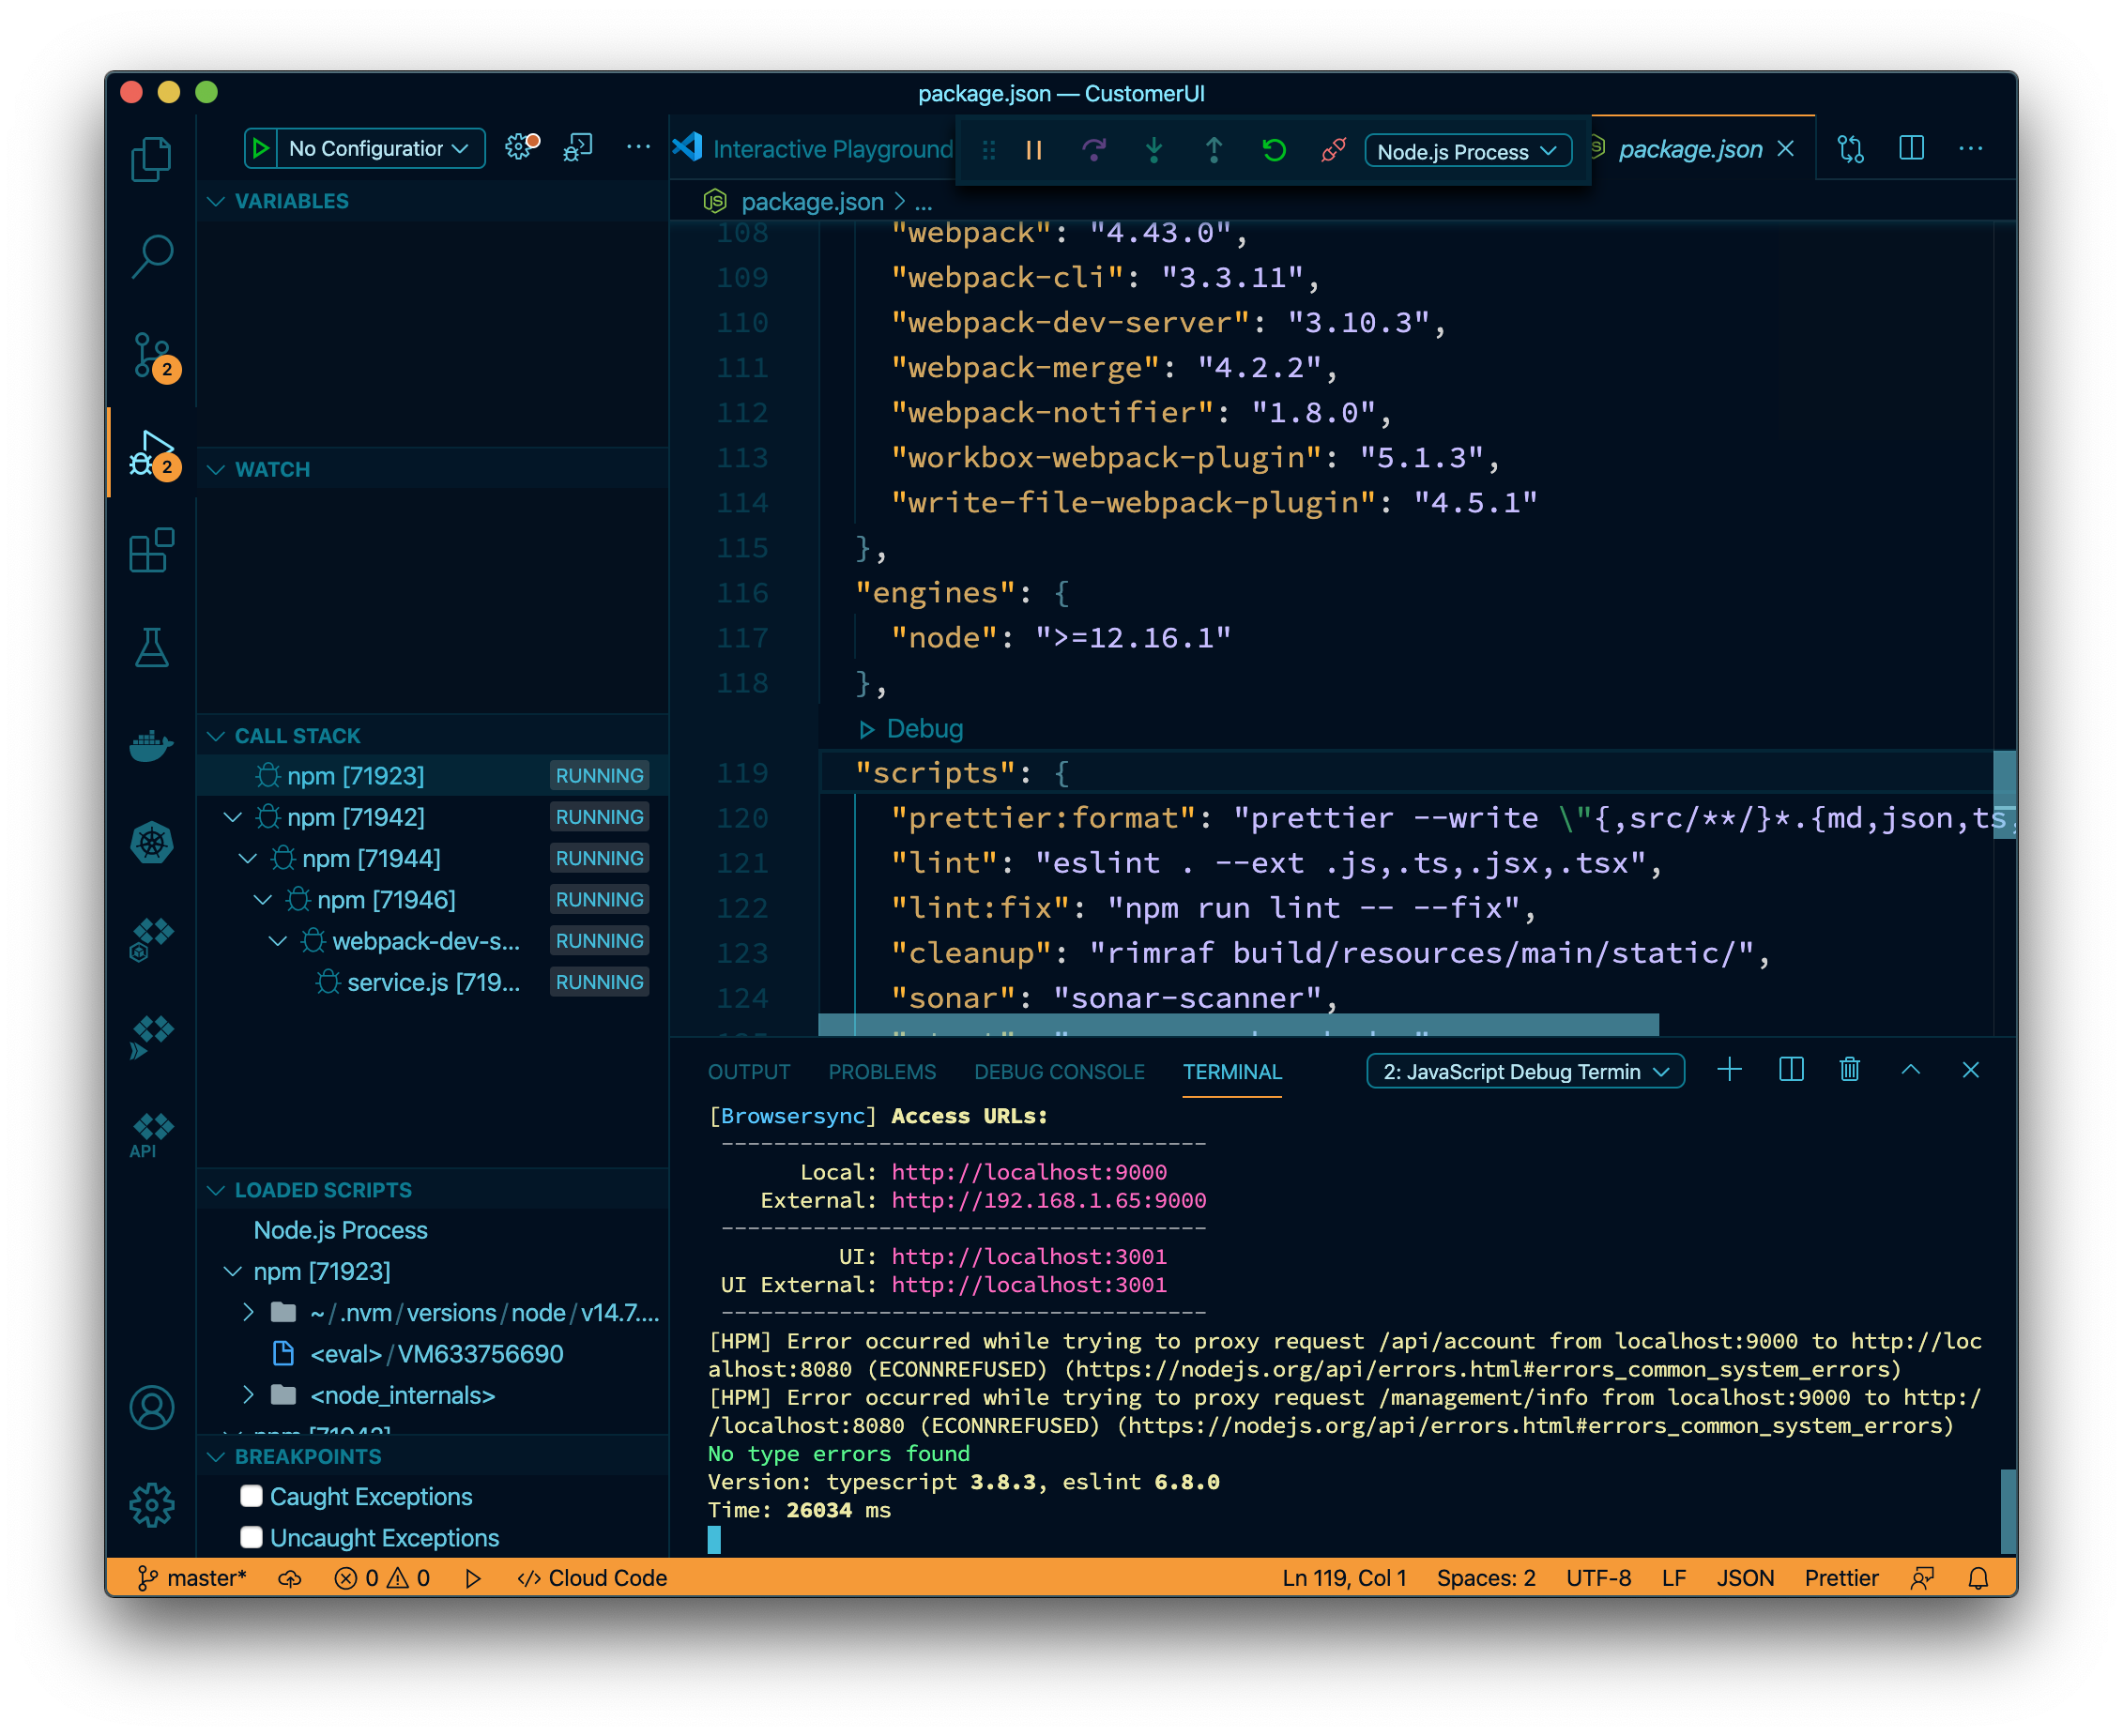 package.json — CustomerUI
No Configuration
Interactive Playground
Node.js Process
package.json
VARIABLES
WATCH
CALL STACK
npm [71923] RUNNING
npm [71942] RUNNING
npm [71944] RUNNING
npm [71946] RUNNING
webpack-dev-s... RUNNING
service.js [719... RUNNING
LOADED SCRIPTS
Node.js Process
npm [71923]
~/.nvm/versions/node/v14.7....
<eval>/VM633756690
<node_internals>
npm [71942]
BREAKPOINTS
Caught Exceptions
Uncaught Exceptions
2
2
API
package.json > ...
108 "webpack": "4.43.0",
109 "webpack-cli": "3.3.11",
110 "webpack-dev-server": "3.10.3",
111 "webpack-merge": "4.2.2",
112 "webpack-notifier": "1.8.0",
113 "workbox-webpack-plugin": "5.1.3",
114 "write-file-webpack-plugin": "4.5.1"
115 },
116 "engines": {
117 "node": ">=12.16.1"
118 },
Debug
119 "scripts": {
120 "prettier:format": "prettier --write \"{,src/**/}*.{md,json,ts,
121 "lint": "eslint . --ext .js,.ts,.jsx,.tsx",
122 "lint:fix": "npm run lint -- --fix",
123 "cleanup": "rimraf build/resources/main/static/",
124 "sonar": "sonar-scanner",
OUTPUT PROBLEMS DEBUG CONSOLE TERMINAL 2: JavaScript Debug Termin
[Browsersync] Access URLs:
-------------------------------------
Local: http://localhost:9000
External: http://192.168.1.65:9000
-------------------------------------
UI: http://localhost:3001
UI External: http://localhost:3001
-------------------------------------
[HPM] Error occurred while trying to proxy request /api/account from localhost:9000 to http://loc
alhost:8080 (ECONNREFUSED) (https://nodejs.org/api/errors.html#errors_common_system_errors)
[HPM] Error occurred while trying to proxy request /management/info from localhost:9000 to http:/
/localhost:8080 (ECONNREFUSED) (https://nodejs.org/api/errors.html#errors_common_system_errors)
No type errors found
Version: typescript 3.8.3, eslint 6.8.0
Time: 26034 ms
master* 0 0 Cloud Code Ln 119, Col 1 Spaces: 2 UTF-8 LF JSON Prettier